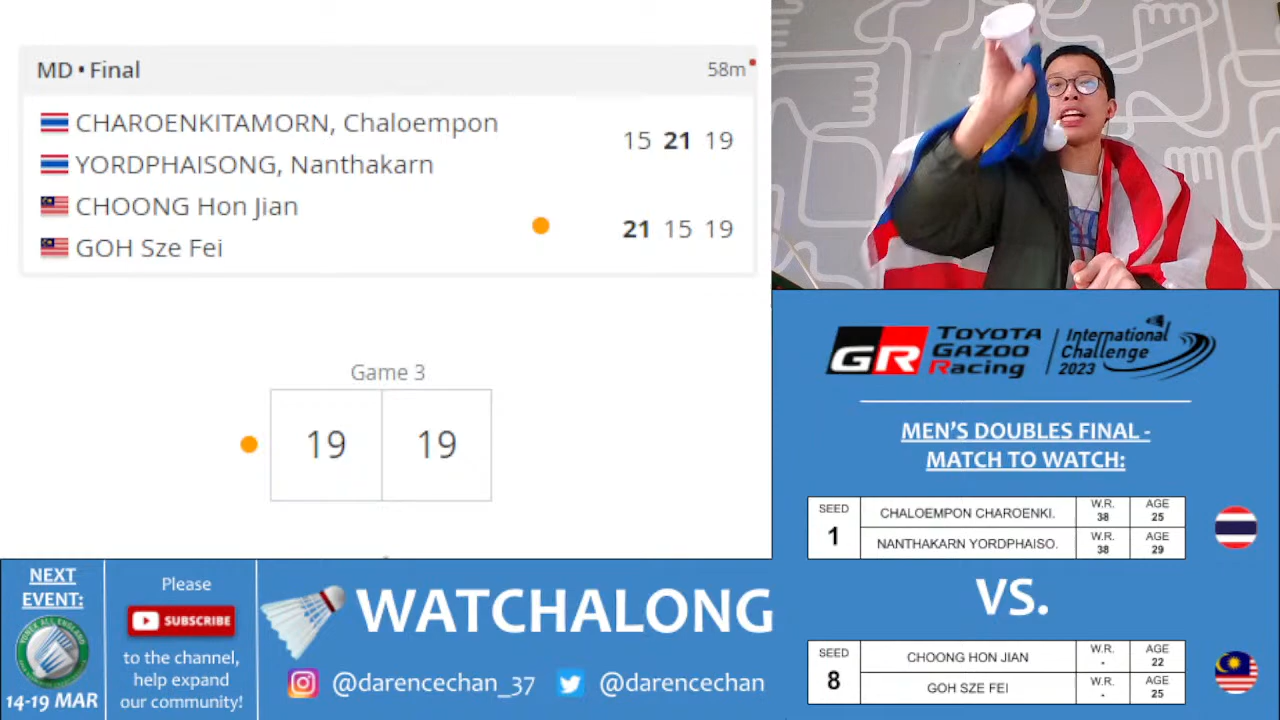 MD • Final
58m
CHAROENKITAMORN, Chaloempon
YORDPHAISONG, Nanthakarn
15 21 19
CHOONG Hon Jian
GOH Sze Fei
21 15 19
Game 3
19 19
GR TOYOTA GAZOO Racing
International Challenge 2023
MEN'S DOUBLES FINAL -
MATCH TO WATCH:
SEED 1
CHALOEMPON CHAROENKI. W.R. 38 AGE 25
NANTHAKARN YORDPHAISO. W.R. 38 AGE 29
VS.
SEED 8
CHOONG HON JIAN W.R. - AGE 22
GOH SZE FEI W.R. - AGE 25
NEXT
EVENT:
YONEX ALL ENGLAND
14-19 MAR
Please
SUBSCRIBE
to the channel,
help expand
our community!
WATCHALONG
@darencechan_37 @darencechan